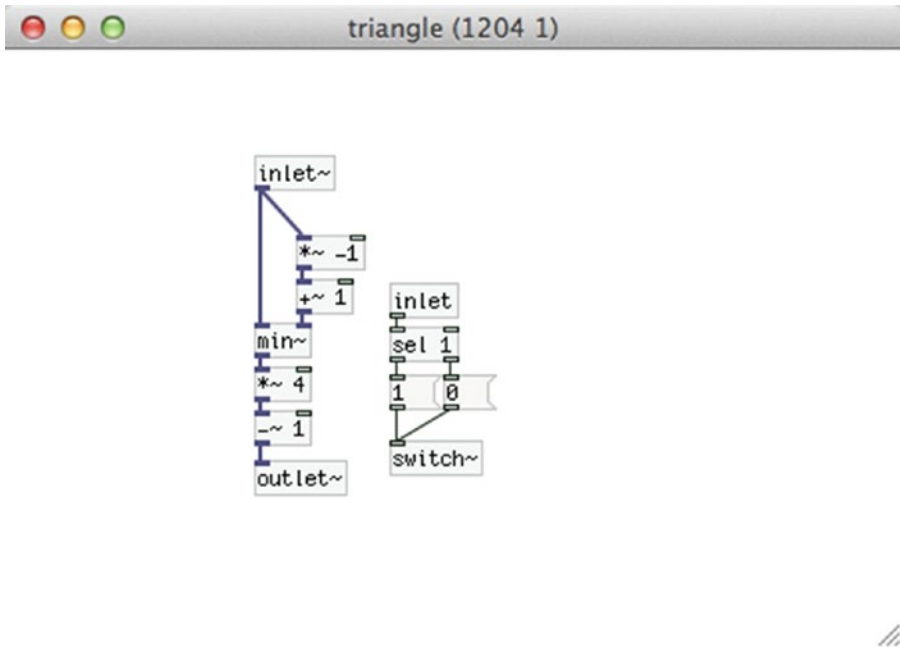 triangle (1204 1)
inlet~
*~ -1
+~ 1
min~
*~ 4
-~ 1
outlet~
inlet
sel 1
1
0
switch~